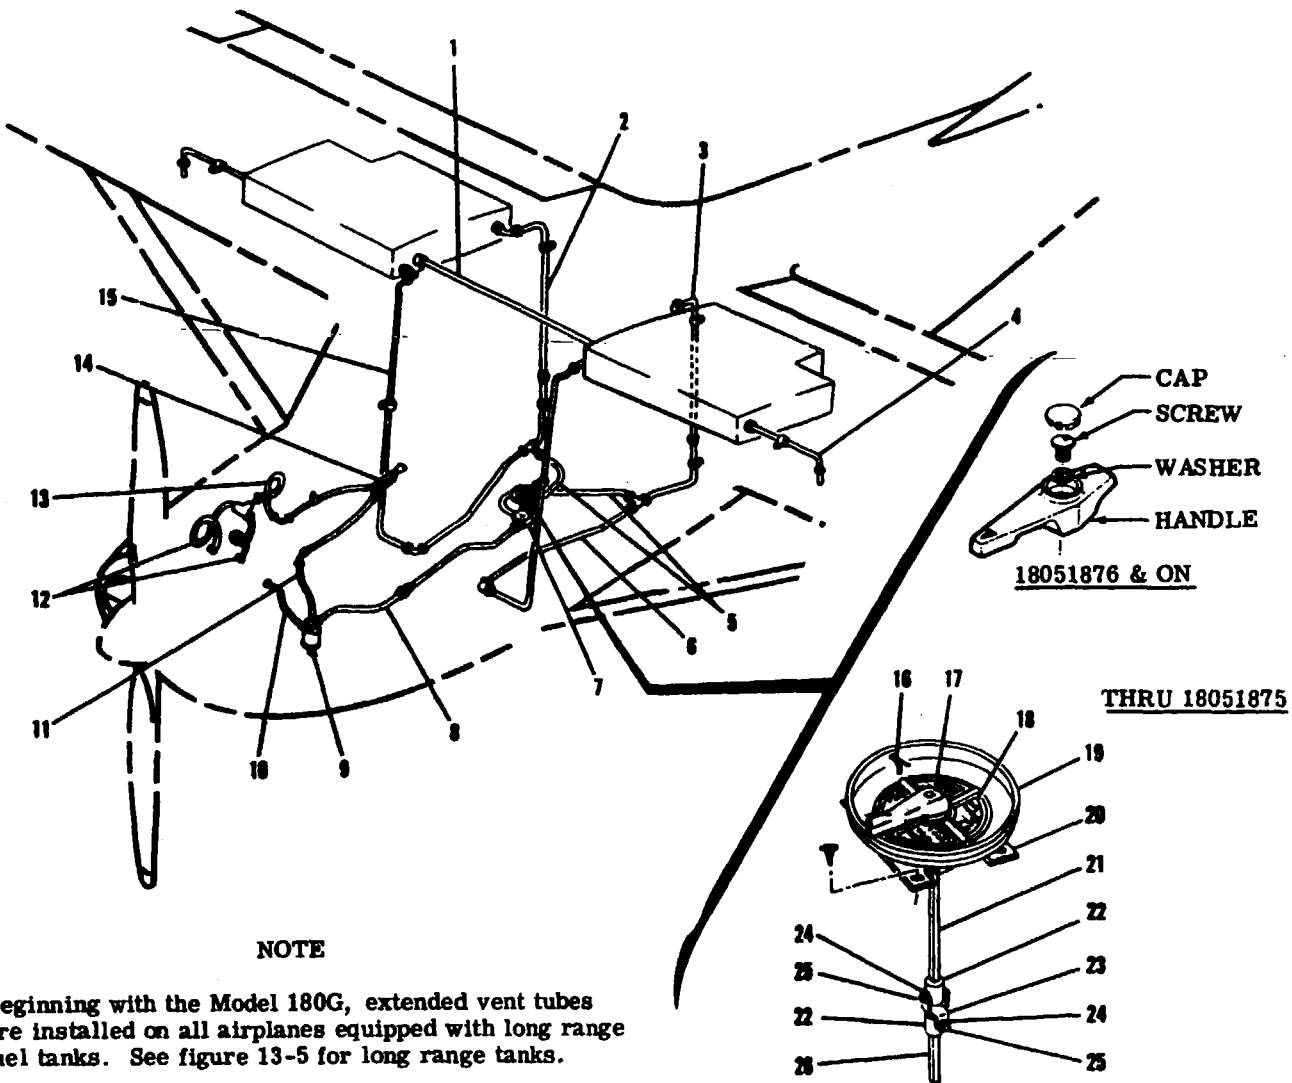 1
2
3
4
15
14
13
12
11
10
9
8
7
6
5
CAP
SCREW
WASHER
HANDLE
18051876 & ON
THRU 18051875
16
17
18
19
20
21
22
23
24
25
24
25
22
26
NOTE
eginning with the Model 180G, extended vent tubes
re installed on all airplanes equipped with long range
uel tanks. See figure 13-5 for long range tanks.